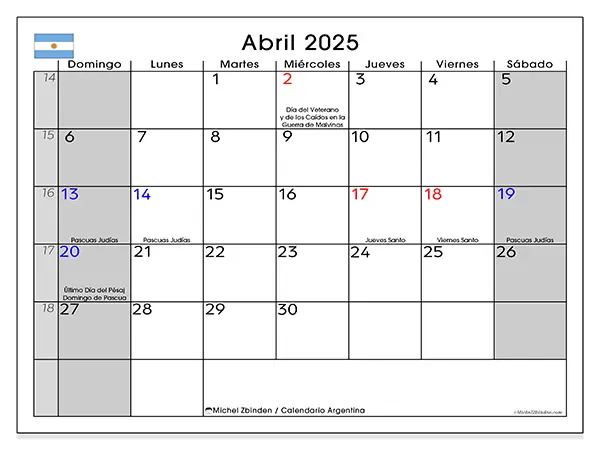 Abril 2025
Domingo Lunes Martes Miércoles Jueves Viernes Sábado
14 1 2 3 4 5
Día del Veterano
y de los Caídos en la
Guerra de Malvinas
15 6 7 8 9 10 11 12
16 13 14 15 16 17 18 19
Pascuas Judías Pascuas Judías Jueves Santo Viernes Santo Pascuas Judías
17 20 21 22 23 24 25 26
Último Día del Pésaj
Domingo de Pascua
18 27 28 29 30
Michel Zbinden / Calendario Argentina
©MichelZbinden.com